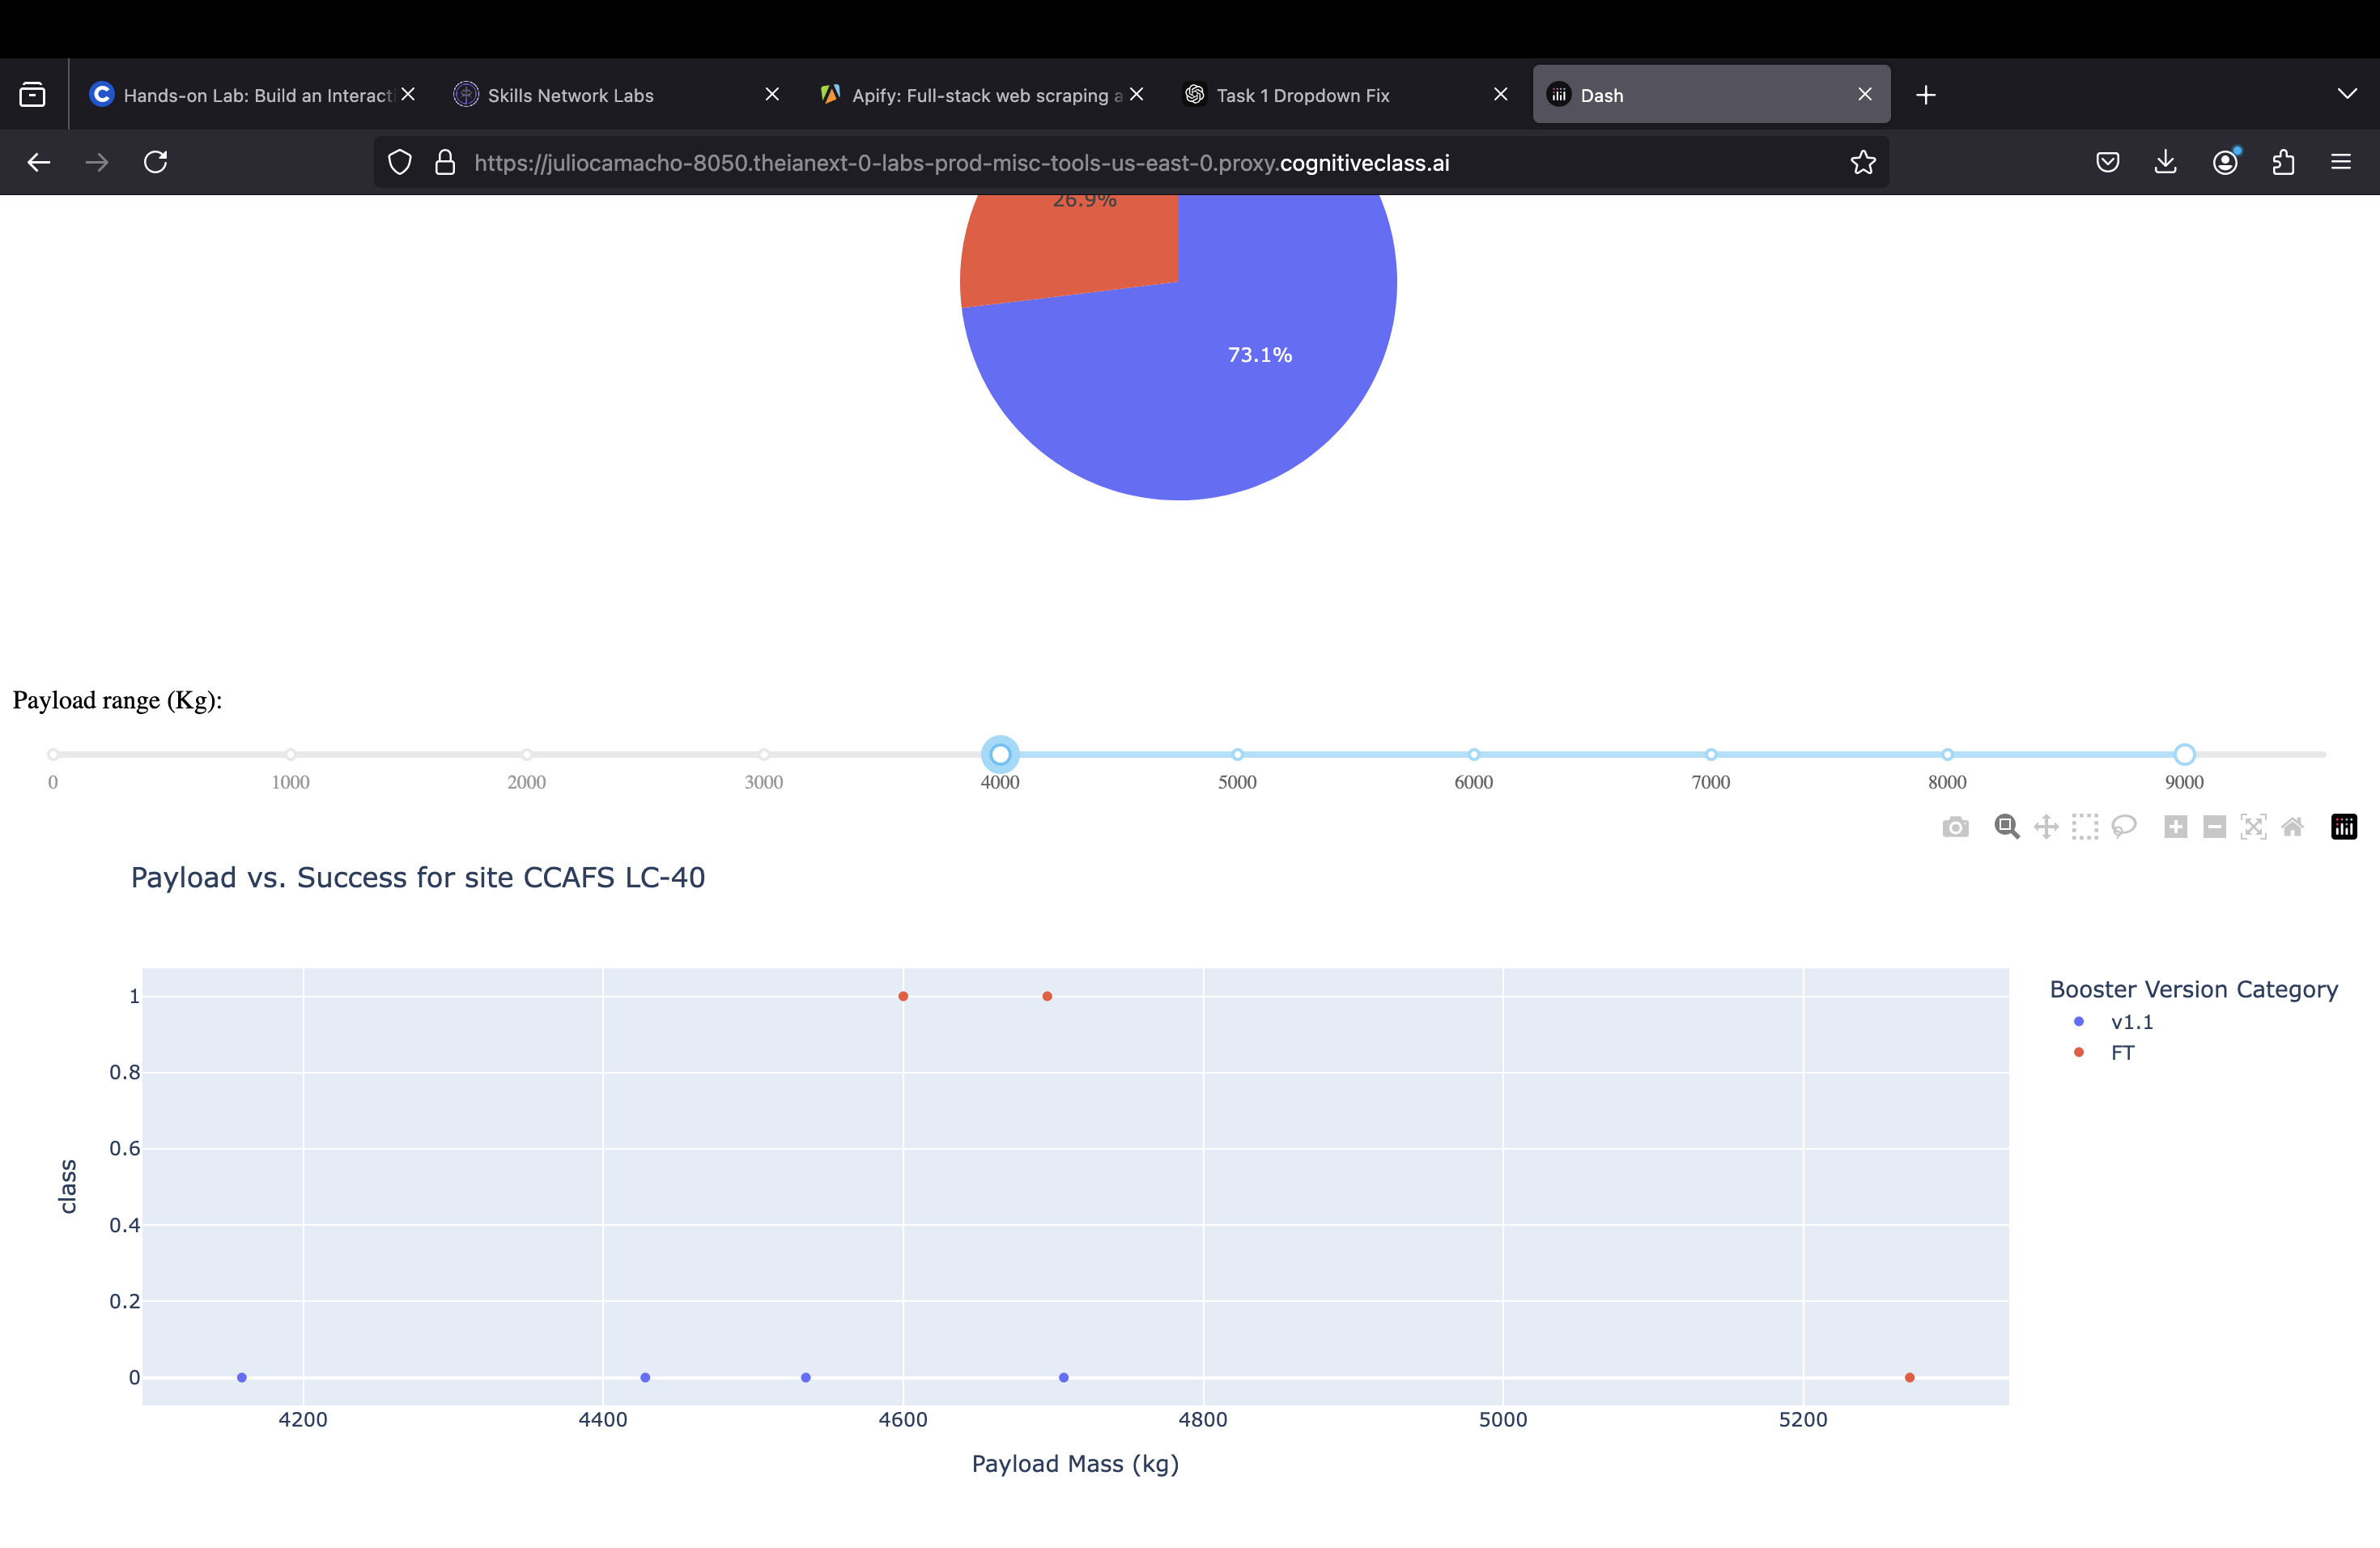 Hands-on Lab: Build an Interacti
Skills Network Labs
Apify: Full-stack web scraping a
Task 1 Dropdown Fix
Dash
https://juliocamacho-8050.theianext-0-labs-prod-misc-tools-us-east-0.proxy.cognitiveclass.ai
26.9%
73.1%
Payload range (Kg):
0 1000 2000 3000 4000 5000 6000 7000 8000 9000
Payload vs. Success for site CCAFS LC-40
Booster Version Category
v1.1
FT
1
0.8
0.6
0.4
0.2
0
class
4200 4400 4600 4800 5000 5200
Payload Mass (kg)